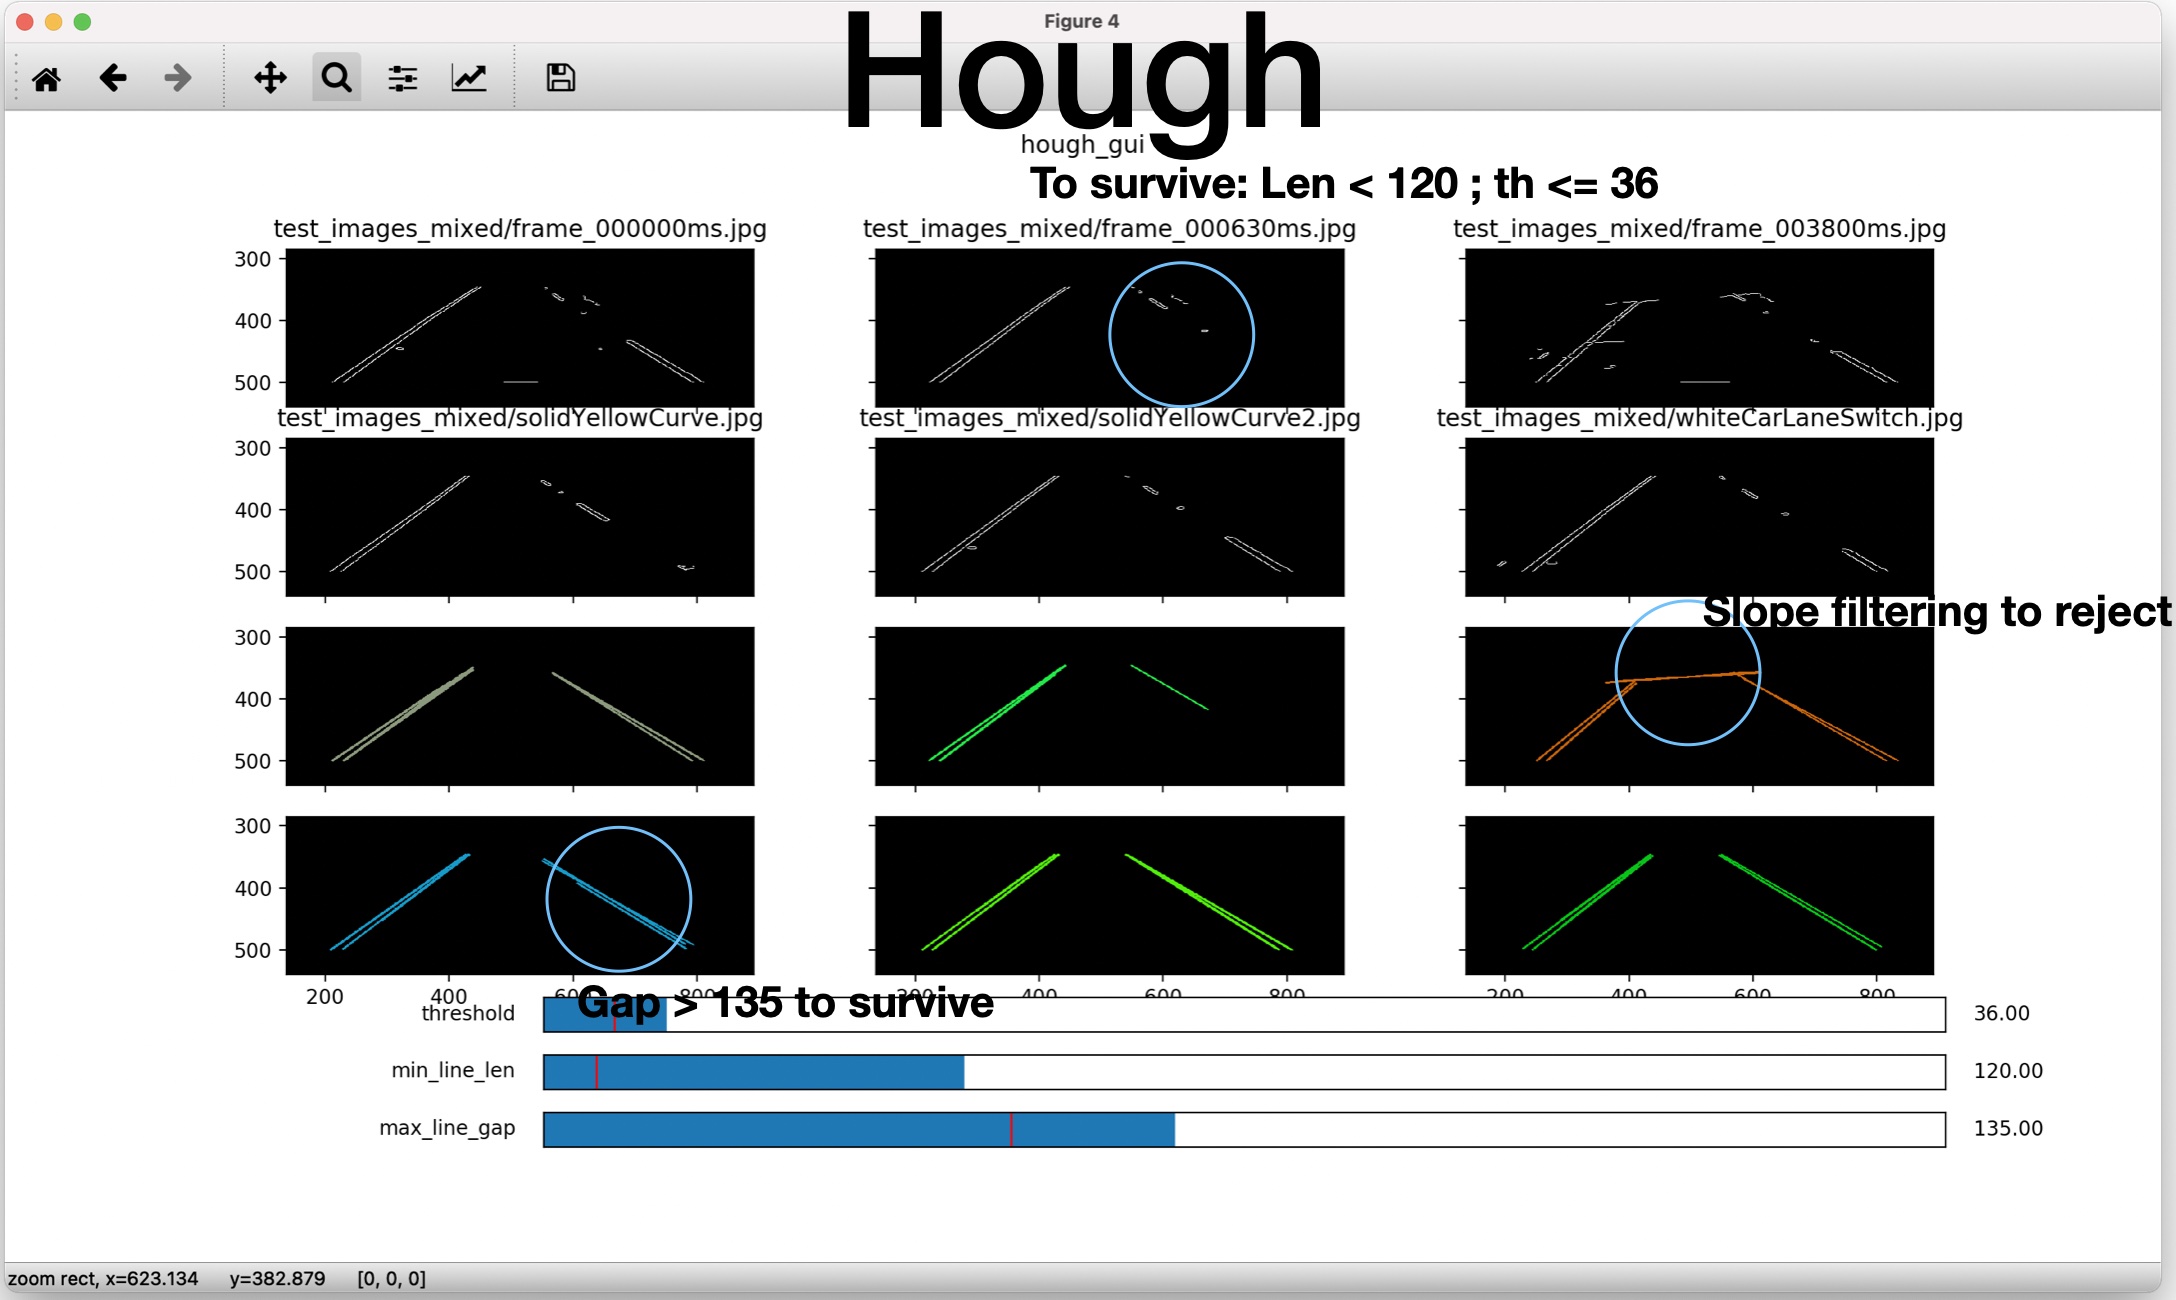 Figure 4
Hough
hough_gui
To survive: Len < 120 ; th <= 36
test_images_mixed/frame_000000ms.jpg
test_images_mixed/frame_000630ms.jpg
test_images_mixed/frame_003800ms.jpg
300
400
500
test_images_mixed/solidYellowCurve.jpg
test_images_mixed/solidYellowCurve2.jpg
test_images_mixed/whiteCarLaneSwitch.jpg
300
400
500
Slope filtering to reject
300
400
500
300
400
500
200 400 600 800
200 400 600 800
200 400 600 800
Gap > 135 to survive
threshold 36.00
min_line_len 120.00
max_line_gap 135.00
zoom rect, x=623.134 y=382.879 [0, 0, 0]